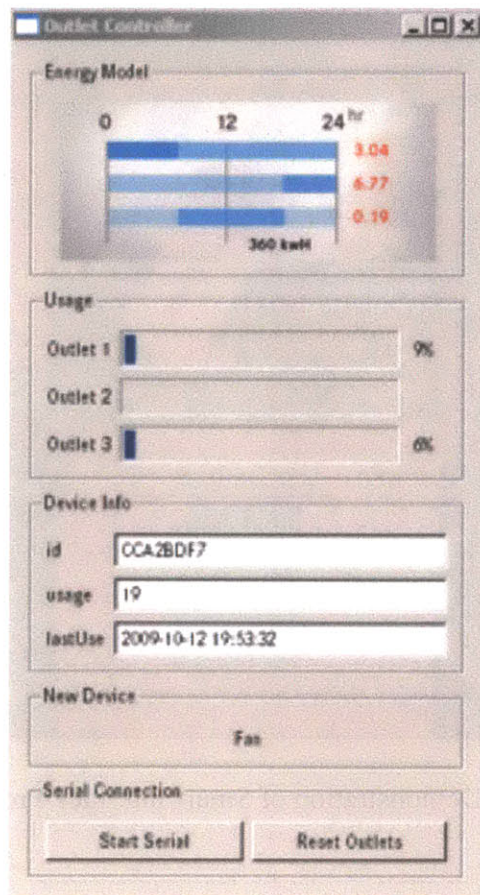 Outlet Controller
Energy Model
0 12 24 hr
3.04
6.77
0.19
360 kwH
Usage
Outlet 1 9%
Outlet 2
Outlet 3 6%
Device Info
id CCA2BDF7
usage 19
lastUse 2009-10-12 19:53:32
New Device
Fan
Serial Connection
Start Serial Reset Outlets